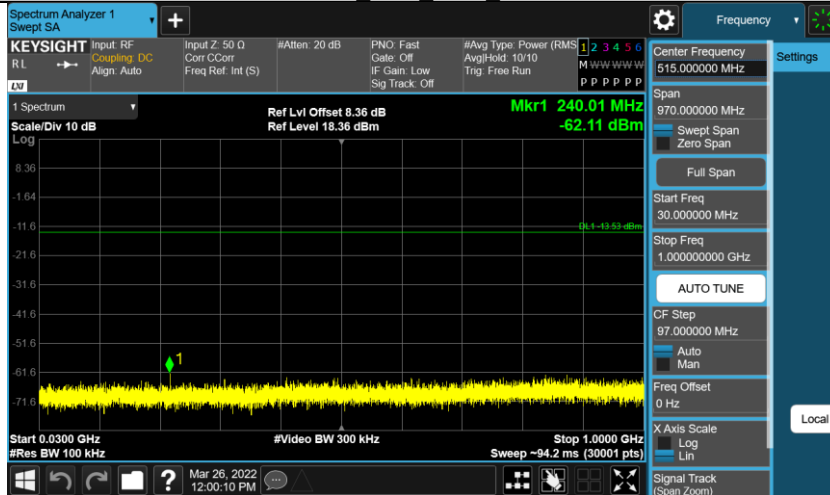 Spectrum Analyzer 1
Swept SA
+
Frequency
KEYSIGHT
RL
LXI
Input: RF
Coupling: DC
Align: Auto
Input Z: 50 Ω
Corr CCorr
Freq Ref: Int (S)
#Atten: 20 dB
PNO: Fast
Gate: Off
IF Gain: Low
Sig Track: Off
#Avg Type: Power (RMS
Avg|Hold: 10/10
Trig: Free Run
1 2 3 4 5 6
M W W W W W
P P P P P P
1 Spectrum
Scale/Div 10 dB
Log
Ref Lvl Offset 8.36 dB
Ref Level 18.36 dBm
Mkr1 240.01 MHz
-62.11 dBm
8.36
-1.64
-11.6
-21.6
-31.6
-41.6
-51.6
-61.6
-71.6
DL1 -13.53 dBm
1
Start 0.0300 GHz
#Res BW 100 kHz
#Video BW 300 kHz
Stop 1.0000 GHz
Sweep ~94.2 ms (30001 pts)
?
Mar 26, 2022
12:00:10 PM
Center Frequency
515.000000 MHz
Span
970.000000 MHz
Swept Span
Zero Span
Full Span
Start Freq
30.000000 MHz
Stop Freq
1.000000000 GHz
AUTO TUNE
CF Step
97.000000 MHz
Auto
Man
Freq Offset
0 Hz
X Axis Scale
Log
Lin
Signal Track
(Span Zoom)
Settings
Local